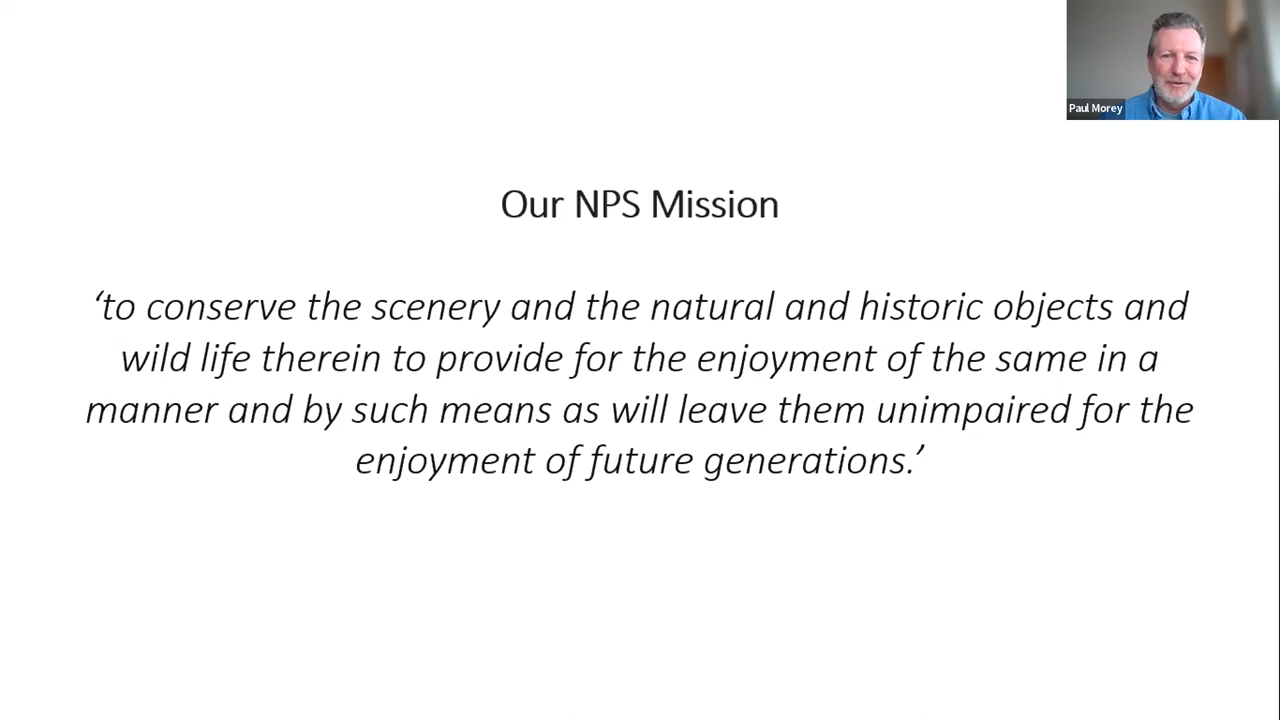 Paul Morey
Our NPS Mission
‘to conserve the scenery and the natural and historic objects and
wild life therein to provide for the enjoyment of the same in a
manner and by such means as will leave them unimpaired for the
enjoyment of future generations.’